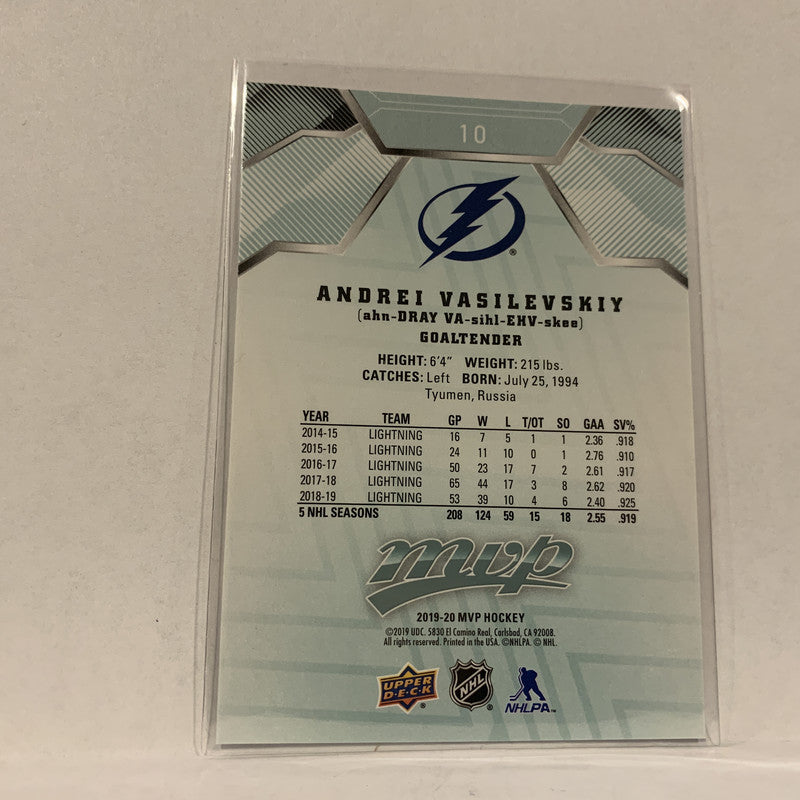 10
®
ANDREI VASILEVSKIY
(ahn-DRAY VA-sihl-EHV-skee)
GOALTENDER
HEIGHT: 6'4" WEIGHT: 215 lbs.
CATCHES: Left BORN: July 25, 1994
Tyumen, Russia
YEAR TEAM GP W L T/OT SO GAA SV%
2014-15 LIGHTNING 16 7 5 1 1 2.36 .918
2015-16 LIGHTNING 24 11 10 0 1 2.76 .910
2016-17 LIGHTNING 50 23 17 7 2 2.61 .917
2017-18 LIGHTNING 65 44 17 3 8 2.62 .920
2018-19 LIGHTNING 53 39 10 4 6 2.40 .925
5 NHL SEASONS 208 124 59 15 18 2.55 .919
mvp
2019-20 MVP HOCKEY
©2019 UDC. 5830 El Camino Real, Carlsbad, CA 92008.
All rights reserved. Printed in the USA. ©NHLPA. © NHL.
UPPER DECK® NHL® NHLPA™